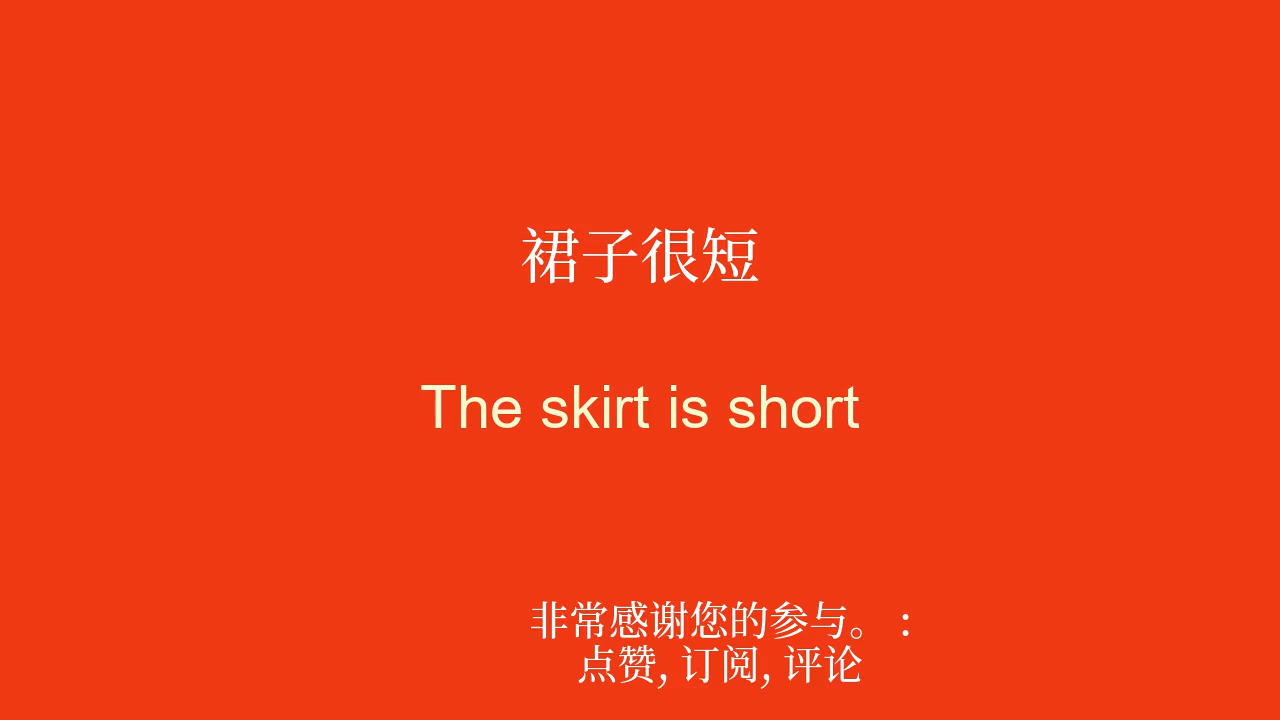 裙子很短
The skirt is short
非常感谢您的参与。 :
点赞, 订阅, 评论